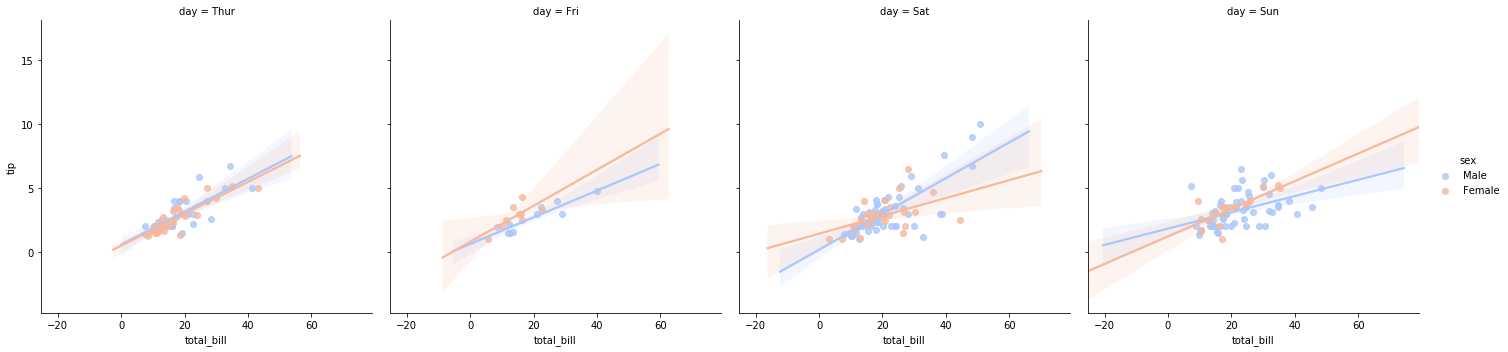 day = Thur
day = Fri
day = Sat
day = Sun
tip
15
10
5
0
−20 0 20 40 60
−20 0 20 40 60
−20 0 20 40 60
−20 0 20 40 60
total_bill
total_bill
total_bill
total_bill
sex
Male
Female